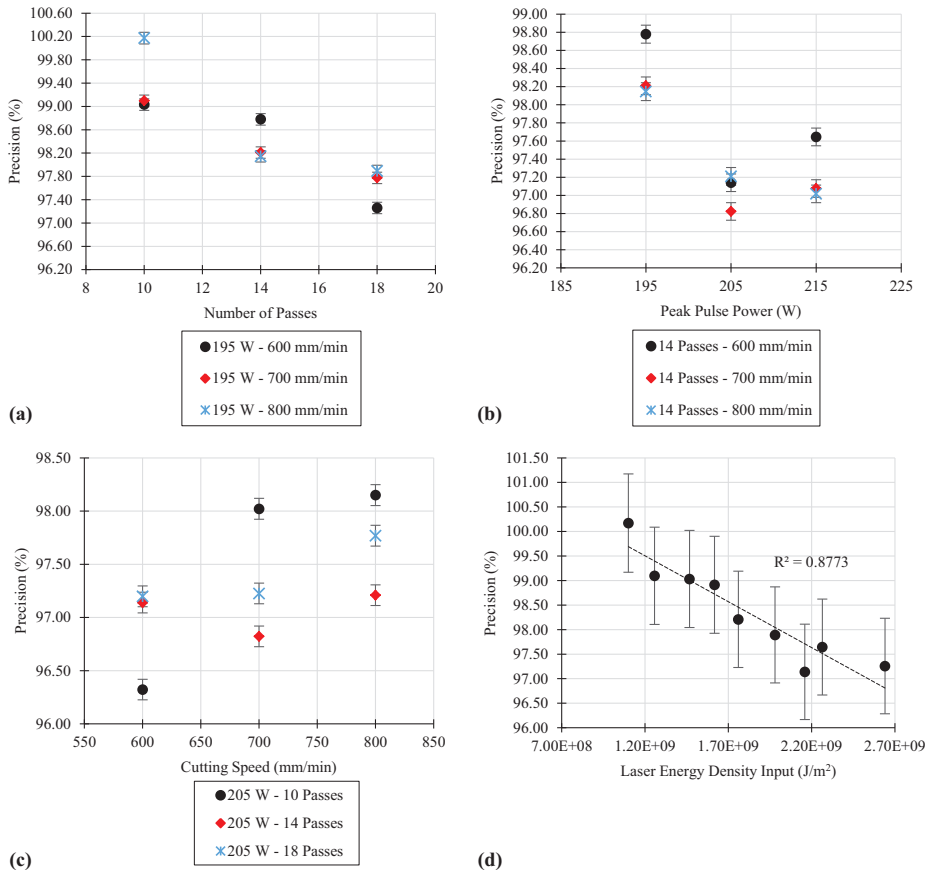 100.60
100.20
99.80
99.40
99.00
98.60
98.20
97.80
97.40
97.00
96.60
96.20
Precision (%)
8 10 12 14 16 18 20
Number of Passes
195 W - 600 mm/min
195 W - 700 mm/min
195 W - 800 mm/min
(a)
99.00
98.80
98.60
98.40
98.20
98.00
97.80
97.60
97.40
97.20
97.00
96.80
96.60
96.40
96.20
Precision (%)
185 195 205 215 225
Peak Pulse Power (W)
14 Passes - 600 mm/min
14 Passes - 700 mm/min
14 Passes - 800 mm/min
(b)
98.50
98.00
97.50
97.00
96.50
96.00
Precision (%)
550 600 650 700 750 800 850
Cutting Speed (mm/min)
205 W - 10 Passes
205 W - 14 Passes
205 W - 18 Passes
(c)
101.50
101.00
100.50
100.00
99.50
99.00
98.50
98.00
97.50
97.00
96.50
96.00
Precision (%)
R² = 0.8773
7.00E+08 1.20E+09 1.70E+09 2.20E+09 2.70E+09
Laser Energy Density Input (J/m²)
(d)